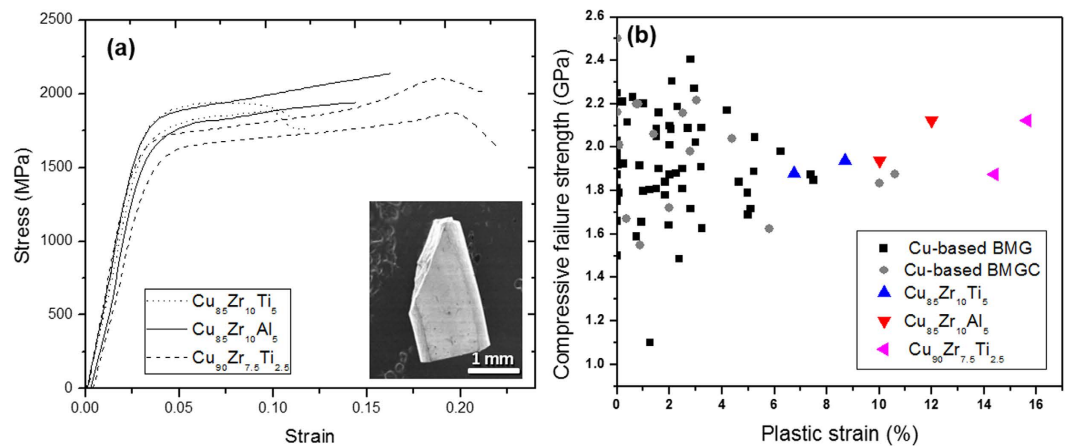 (a)
Stress (MPa)
2500
2000
1500
1000
500
0
0.00
0.05
0.10
0.15
0.20
Strain
Cu85Zr10Ti5
Cu85Zr10Al5
Cu90Zr7.5Ti2.5
1 mm
(b)
Compressive failure strength (GPa)
2.6
2.4
2.2
2.0
1.8
1.6
1.4
1.2
1.0
0
2
4
6
8
10
12
14
16
Plastic strain (%)
Cu-based BMG
Cu-based BMGC
Cu85Zr10Ti5
Cu85Zr10Al5
Cu90Zr7.5Ti2.5